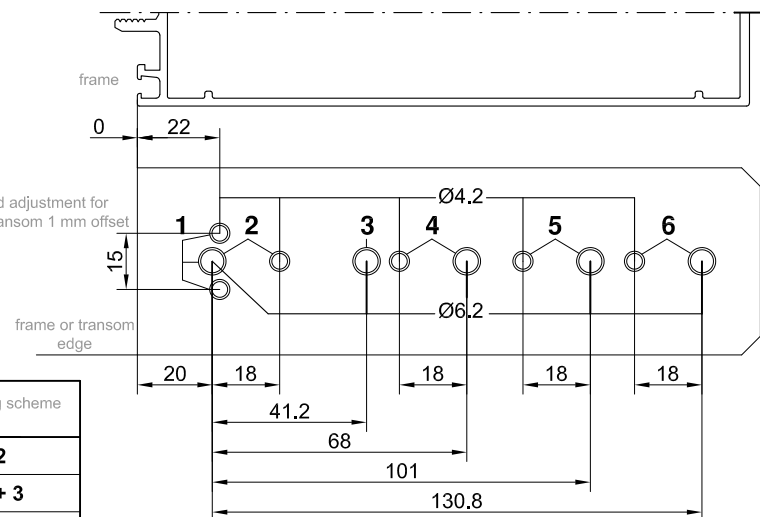 frame
0 22
d adjustment for
ansom 1 mm offset
Ø4.2
1 2 3 4 5 6
15
Ø6.2
frame or transom
edge
20 18 18 18 18
g scheme
41.2
68
2
101
+ 3
130.8